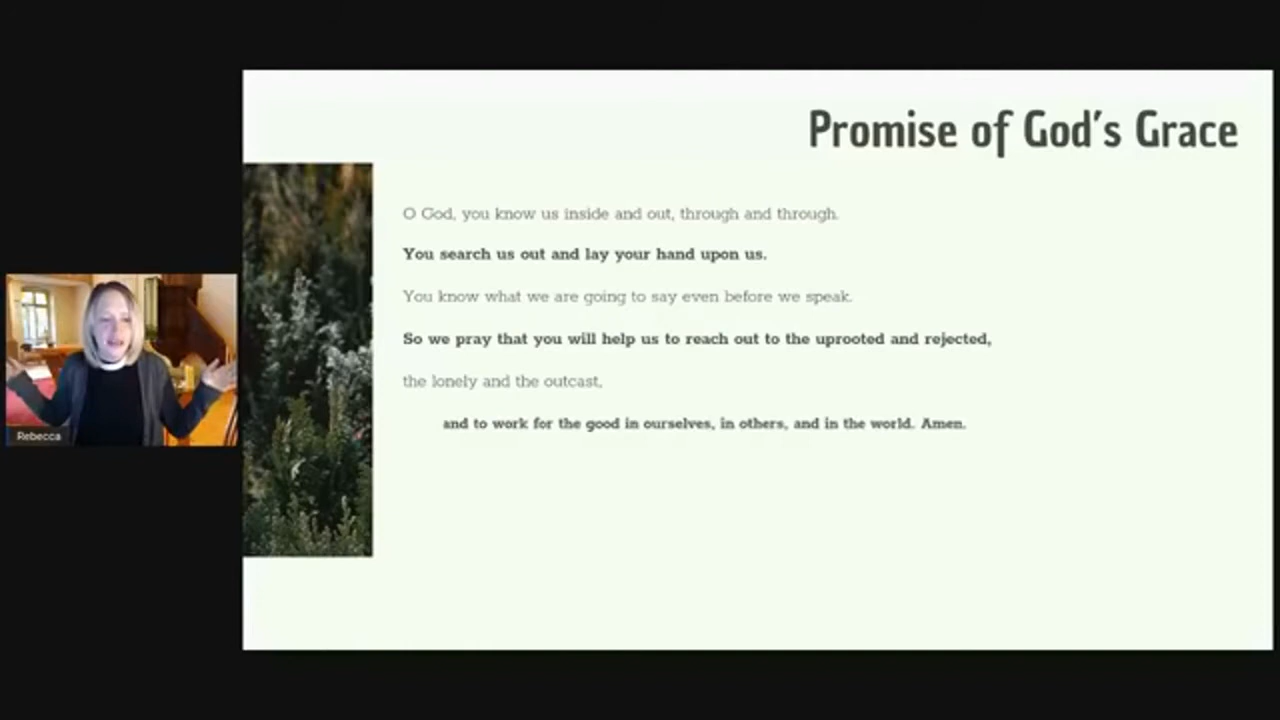 Promise of God's Grace
O God, you know us inside and out, through and through.
You search us out and lay your hand upon us.
You know what we are going to say even before we speak.
So we pray that you will help us to reach out to the uprooted and rejected,
the lonely and the outcast,
and to work for the good in ourselves, in others, and in the world. Amen.
Rebecca